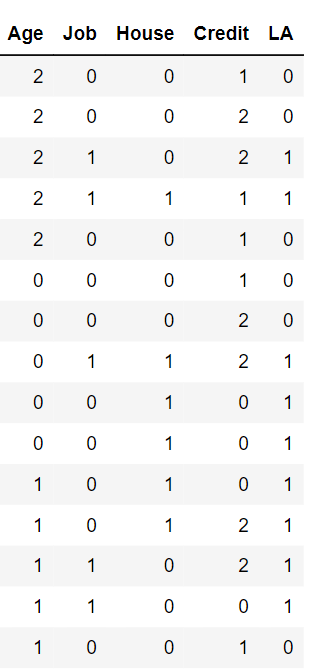 Age Job House Credit LA
2 0 0 1 0
2 0 0 2 0
2 1 0 2 1
2 1 1 1 1
2 0 0 1 0
0 0 0 1 0
0 0 0 2 0
0 1 1 2 1
0 0 1 0 1
0 0 1 0 1
1 0 1 0 1
1 0 1 2 1
1 1 0 2 1
1 1 0 0 1
1 0 0 1 0